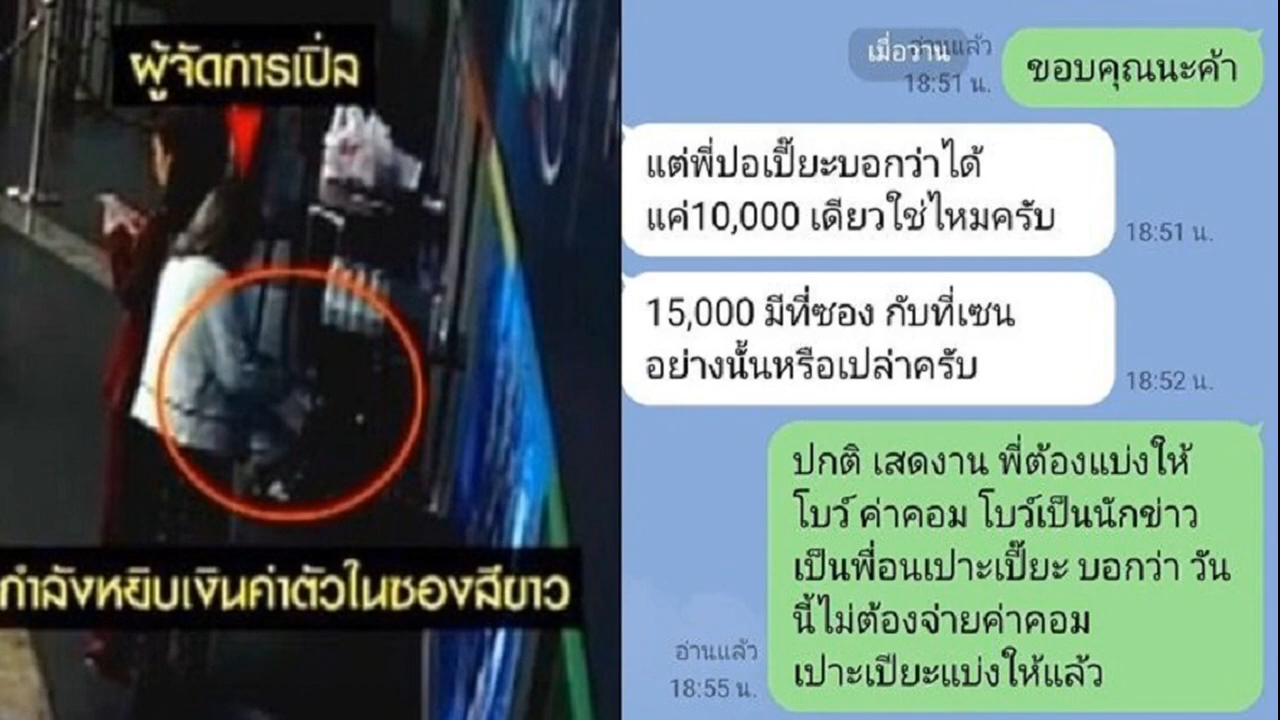 ผู้จัดการเปิ่ล
กำลังหยิบเงินค่าตัวในซองสีขาว
เมื่อวาน
อ่านแล้ว
18:51 น.
ขอบคุณนะค้า
แต่พี่ปอเปี๊ยะบอกว่าได้
แค่10,000 เดียวใช่ไหมครับ
18:51 น.
15,000 มีที่ซอง กับที่เซน
อย่างนั้นหรือเปล่าครับ
18:52 น.
ปกติ เสดงาน พี่ต้องแบ่งให้
โบว์ ค่าคอม โบว์เป็นนักข่าว
เป็นพื่อนเปาะเปี๊ยะ บอกว่า วัน
นี้ไม่ต้องจ่ายค่าคอม
เปาะเปียะแบ่งให้แล้ว
อ่านแล้ว
18:55 น.